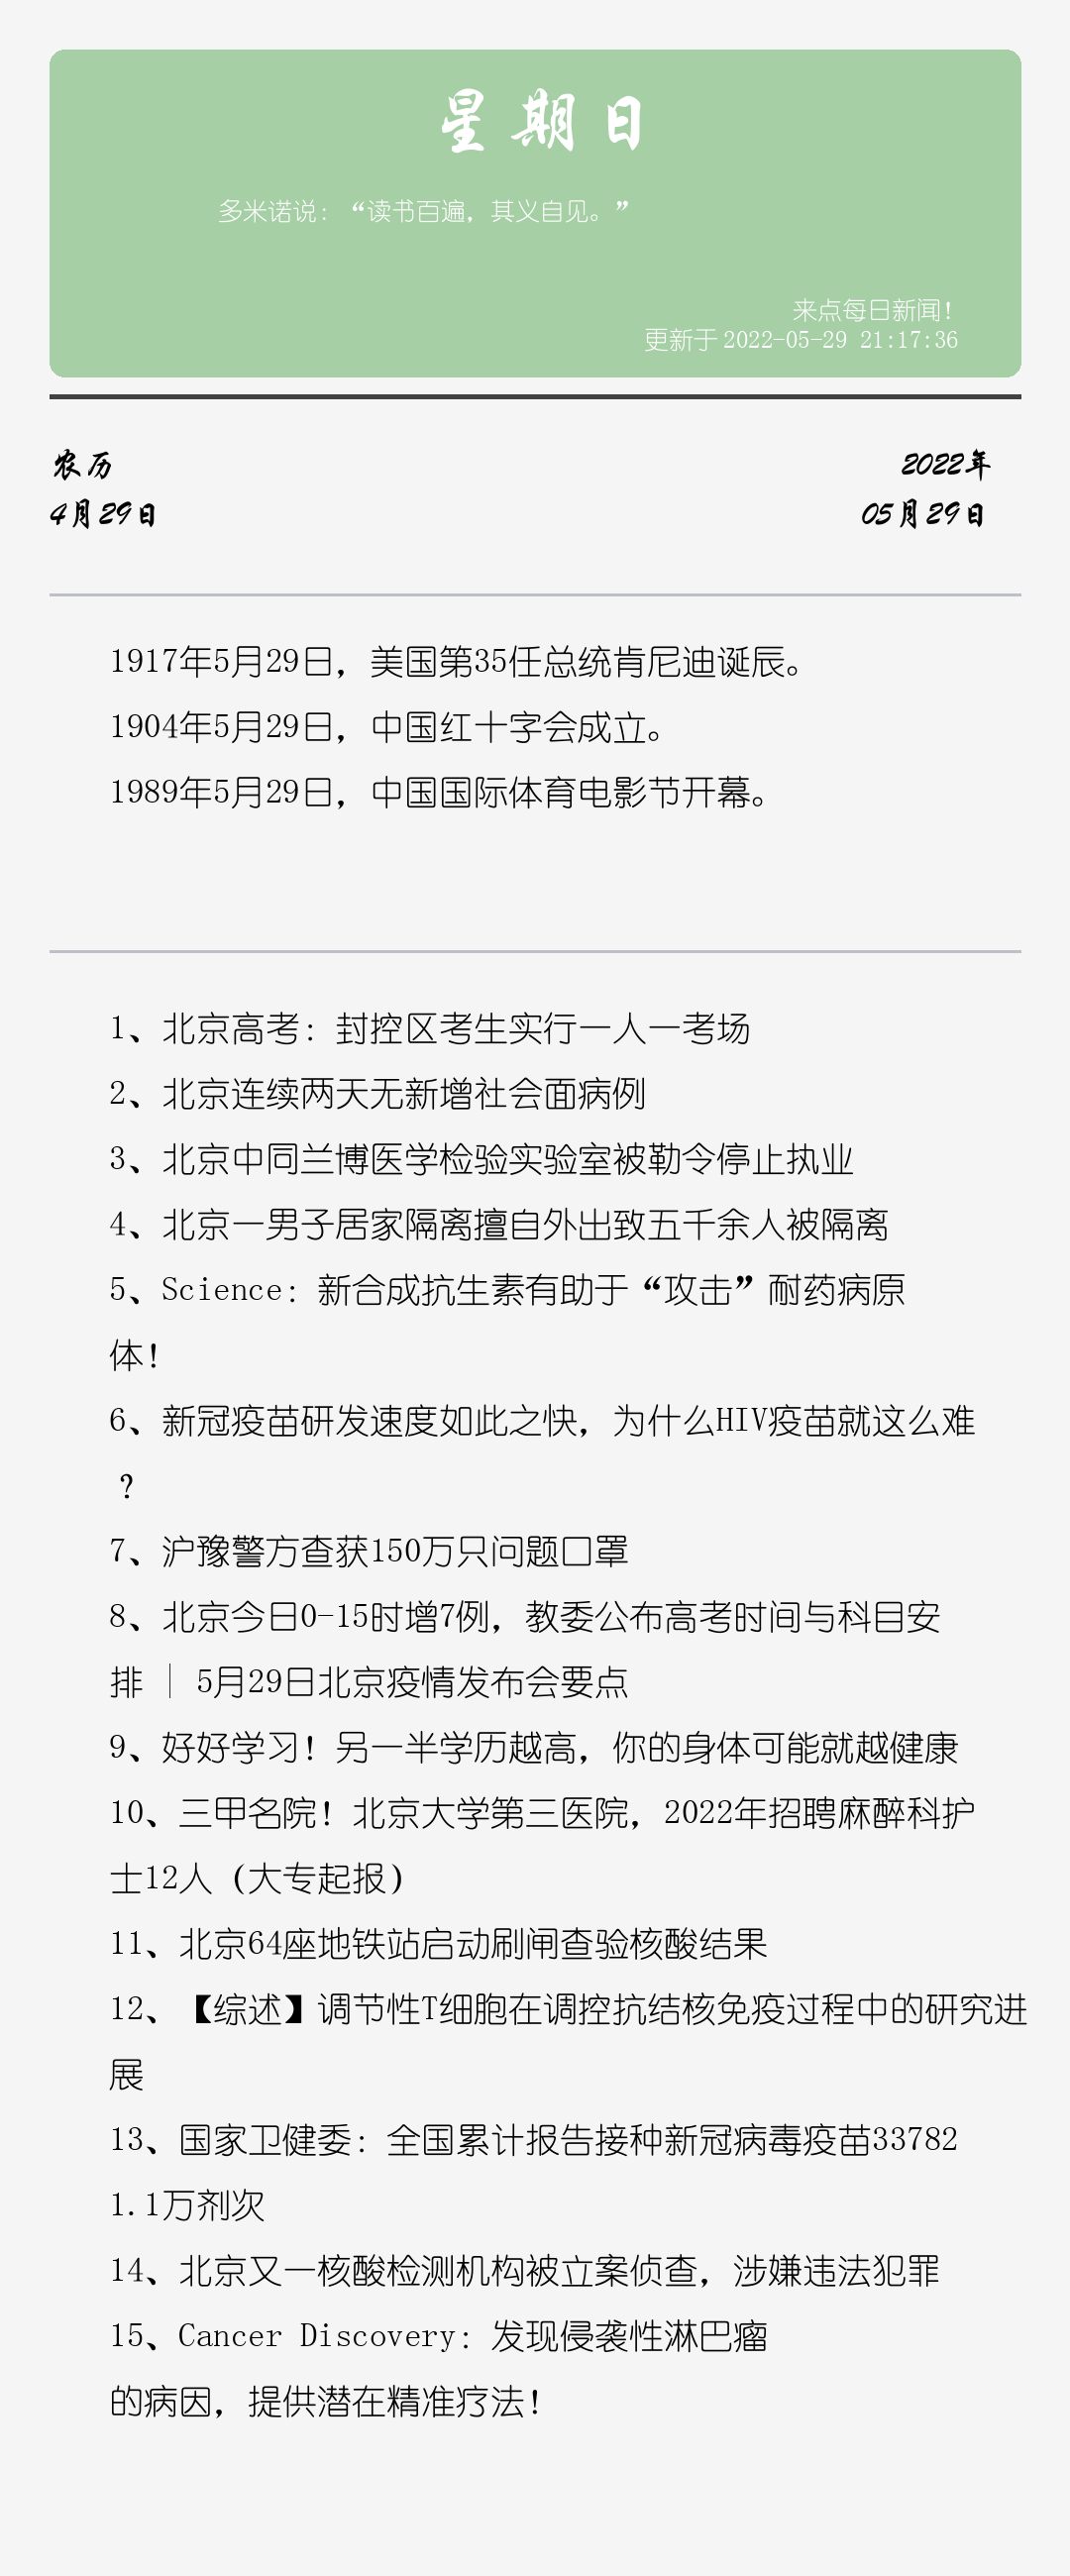 星期日
多米诺说：“读书百遍，其义自见。”
来点每日新闻！
更新于 2022-05-29 21:17:36
农历
4月29日
2022年
05月29日
1917年5月29日，美国第35任总统肯尼迪诞辰。
1904年5月29日，中国红十字会成立。
1989年5月29日，中国国际体育电影节开幕。
1、北京高考：封控区考生实行一人一考场
2、北京连续两天无新增社会面病例
3、北京中同兰博医学检验实验室被勒令停止执业
4、北京一男子居家隔离擅自外出致五千余人被隔离
5、Science：新合成抗生素有助于“攻击”耐药病原
体！
6、新冠疫苗研发速度如此之快，为什么HIV疫苗就这么难
？
7、沪豫警方查获150万只问题口罩
8、北京今日0-15时增7例，教委公布高考时间与科目安
排 | 5月29日北京疫情发布会要点
9、好好学习！另一半学历越高，你的身体可能就越健康
10、三甲名院！北京大学第三医院，2022年招聘麻醉科护
士12人（大专起报）
11、北京64座地铁站启动刷闸查验核酸结果
12、【综述】调节性T细胞在调控抗结核免疫过程中的研究进
展
13、国家卫健委：全国累计报告接种新冠病毒疫苗33782
1.1万剂次
14、北京又一核酸检测机构被立案侦查，涉嫌违法犯罪
15、Cancer Discovery：发现侵袭性淋巴瘤
的病因，提供潜在精准疗法！